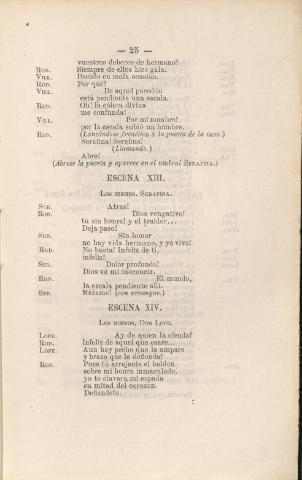 — 25 —
vuestros deberes de hermano!
ROD. Siempre de ellos hice gala.
VILL. Decíslo en mala ocasion.
ROD. Por qué?
VILL. De aquel porton
está pendiente una escala.
ROD. Oh! la cólera divina
me confunda!
VILL. Por mi nombre!
por la escala subió un hombre.
ROD. (Lanzándose frenético á la puerta de la casa.)
Serafina! Serafina!
(Llamando.)
Abre!
(Ábrese la puerta y aparece en el umbral SERAFINA.)
ESCENA XIII.
LOS MISMOS, SERAFINA.
SER. Atras!
ROD. Dios vengativo!
tú sin honra! y el traidor...
Deja paso!
SER. Sin honor
no hay vida hermano, y yo vivo!
ROD. No basta! Infeliz de tí,
infeliz!
SER. Dolor profundo!
Dios vé mi inocencia.
ROD. El mundo,
la escala pendiente allí.
SER. Mátame! (con arranque.)
ESCENA XIV.
LOS MISMOS, DON LOPE.
LOPE. Ay de quien la ofenda!
ROD. Infeliz de aquel que osare...
LOPE. Aun hay pecho que la ampare
y brazo que la defienda!
ROD. Pues tú arrojaste el baldon
sobre mi honra inmaculada,
yo te clavaré mi espada
en mitad del corazon.
Defiéndete.